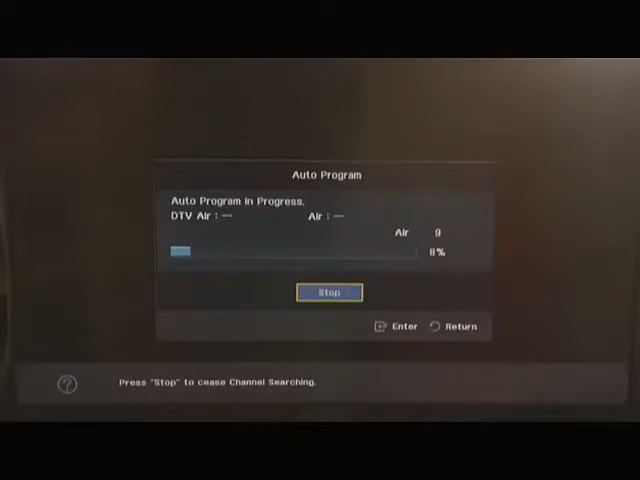 Auto Program
Auto Program in Progress.
DTV Air : -- Air : --
Air 9
8%
Stop
Enter Return
Press "Stop" to cease Channel Searching.